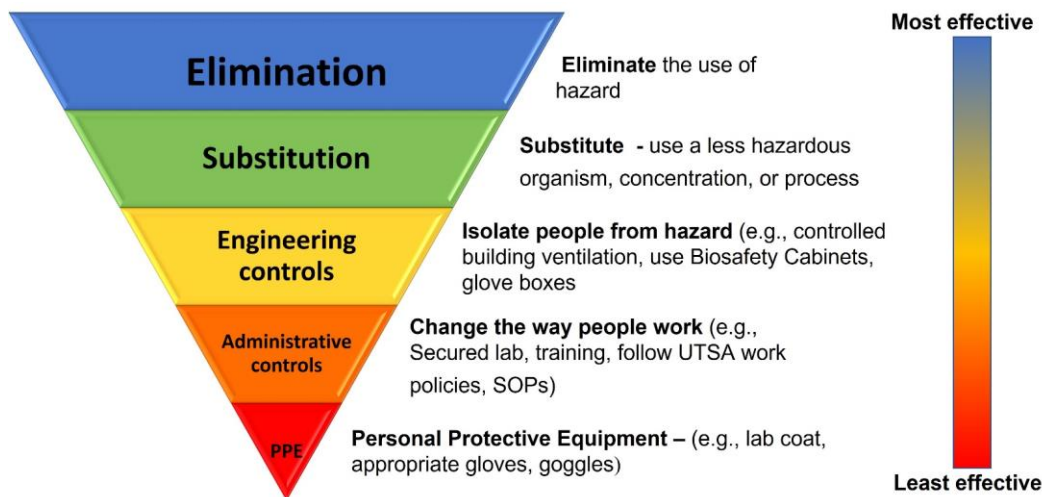 Most effective
Elimination
Eliminate the use of
hazard
Substitution
Substitute - use a less hazardous
organism, concentration, or process
Engineering
controls
Isolate people from hazard (e.g., controlled
building ventilation, use Biosafety Cabinets,
glove boxes
Administrative
controls
Change the way people work (e.g.,
Secured lab, training, follow UTSA work
policies, SOPs)
PPE
Personal Protective Equipment – (e.g., lab coat,
appropriate gloves, goggles)
Least effective